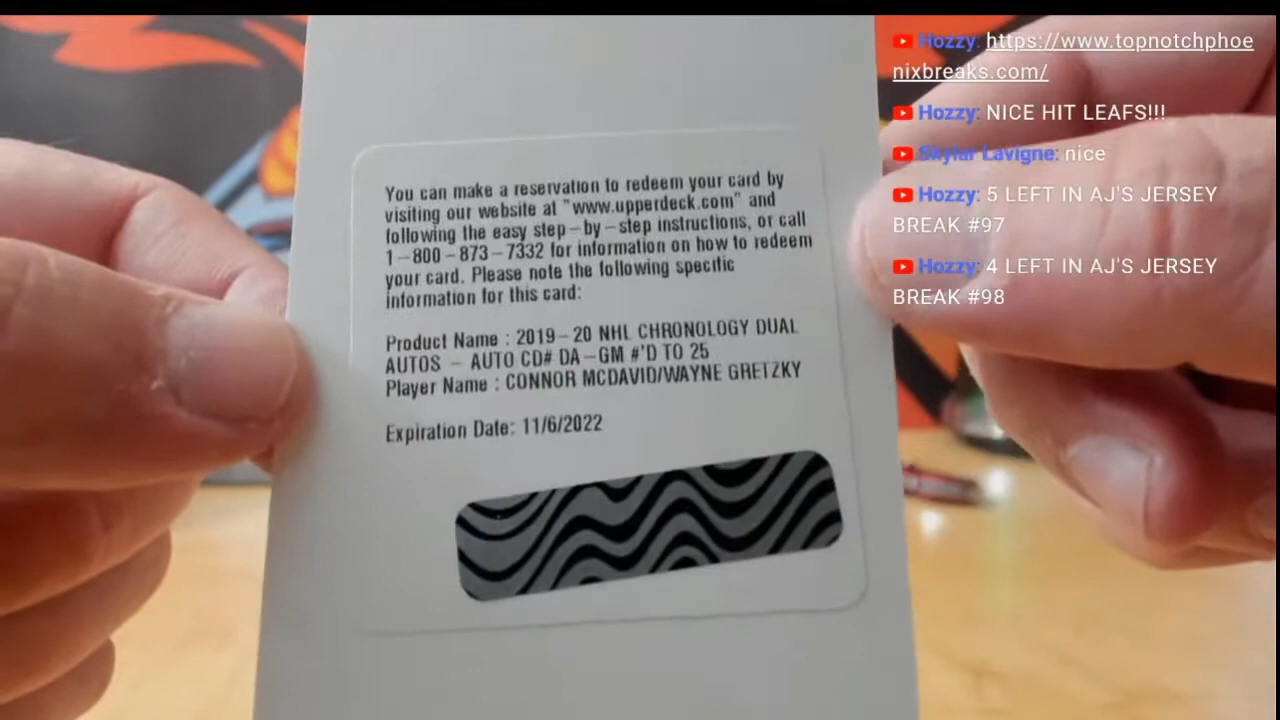 You can make a reservation to redeem your card by
visiting our website at "www.upperdeck.com" and
following the easy step-by-step instructions, or call
1-800-873-7332 for information on how to redeem
your card. Please note the following specific
information for this card:
Product Name : 2019-20 NHL CHRONOLOGY DUAL
AUTOS - AUTO CD# DA-GM #'D TO 25
Player Name : CONNOR MCDAVID/WAYNE GRETZKY
Expiration Date: 11/6/2022
Hozzy: https://www.topnotchphoe
nixbreaks.com/
Hozzy: NICE HIT LEAFS!!!
Skylar Lavigne: nice
Hozzy: 5 LEFT IN AJ'S JERSEY
BREAK #97
Hozzy: 4 LEFT IN AJ'S JERSEY
BREAK #98